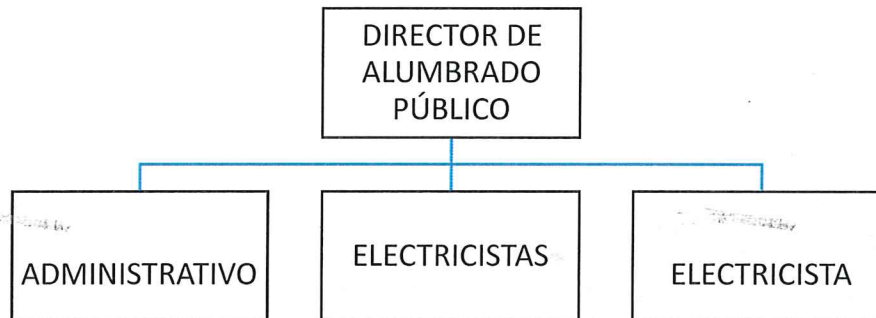 DIRECTOR DE
ALUMBRADO
PÚBLICO
ADMINISTRATIVO
ELECTRICISTAS
ELECTRICISTA